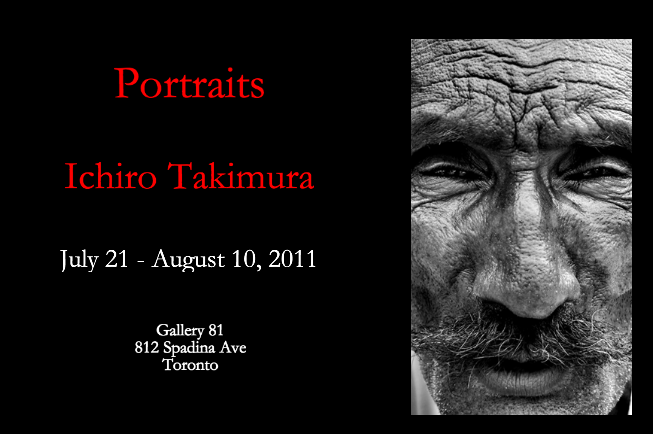 Portraits
Ichiro Takimura
July 21 - August 10, 2011
Gallery 81
812 Spadina Ave
Toronto